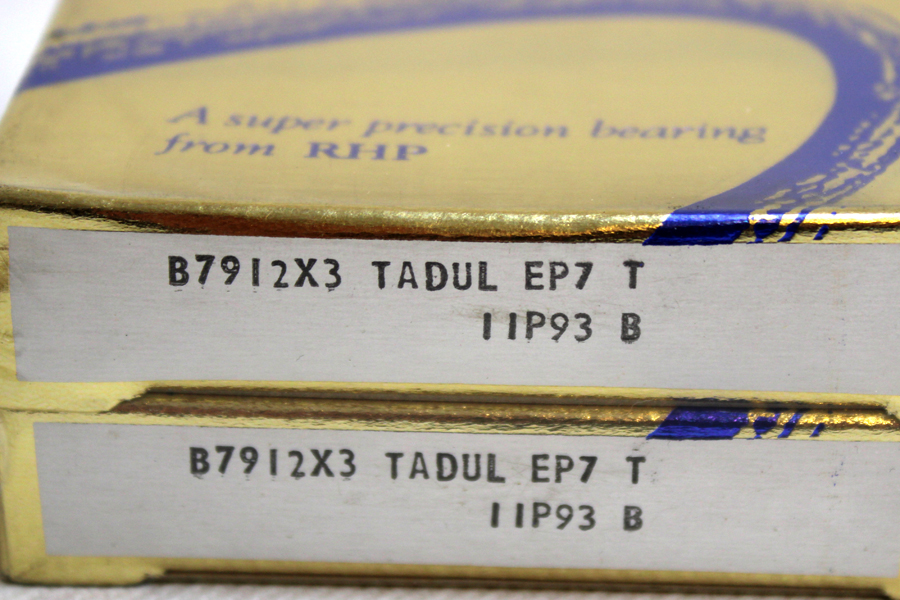 A super precision bearing
from RHP
B7912X3 TADUL EP7 T
11P93 B
B7912X3 TADUL EP7 T
11P93 B